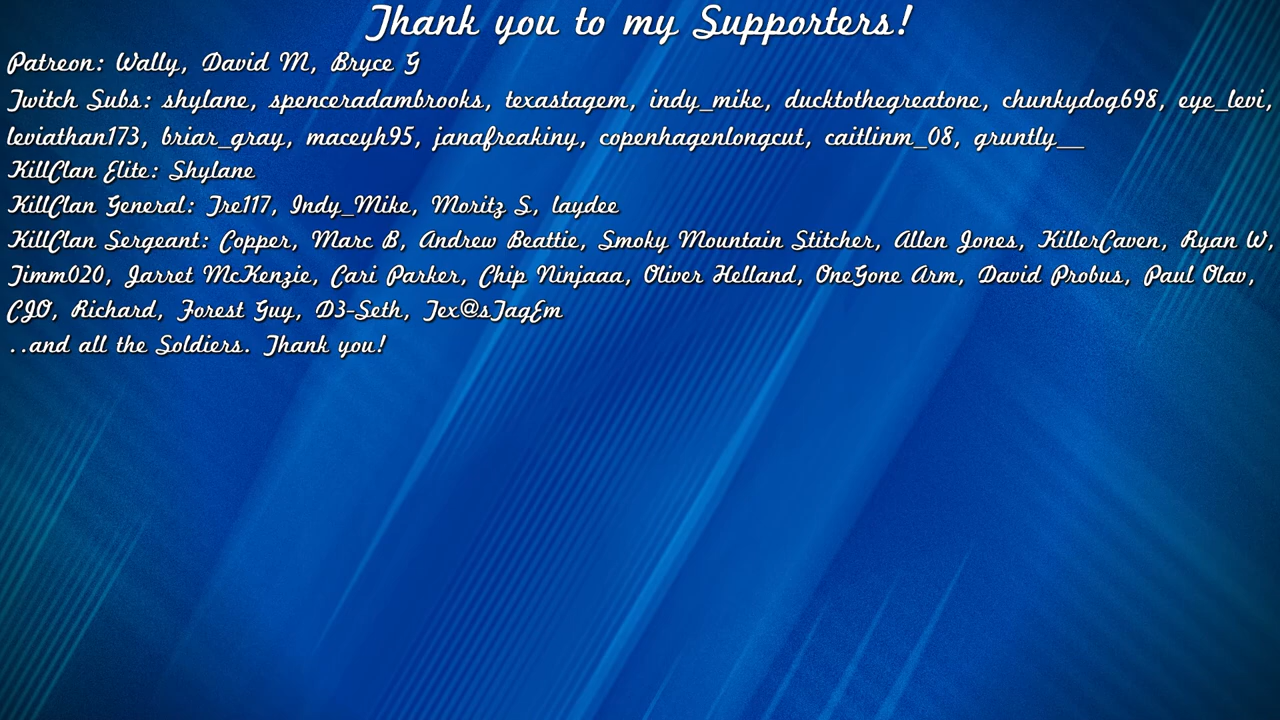 Thank you to my Supporters!
Patreon: Wally, David M, Bryce G
Twitch Subs: shylane, spenceradambrooks, texastagem, indy_mike, ducktothegreatone, chunkydog698, eye_levi,
leviathan173, briar_gray, maceyh95, janafreakiny, copenhagenlongcut, caitlinm_08, gruntly__
KillClan Elite: Shylane
KillClan General: Tre117, Indy_Mike, Moritz S, laydee
KillClan Sergeant: Copper, Marc B, Andrew Beattie, Smoky Mountain Stitcher, Allen Jones, KillerCaven, Ryan W,
Timm020, Jarret McKenzie, Cari Parker, Chip Ninjaaa, Oliver Helland, OneGone Arm, David Probus, Paul Olav,
CJO, Richard, Forest Guy, D3-Seth, Tex@sTagEm
..and all the Soldiers. Thank you!